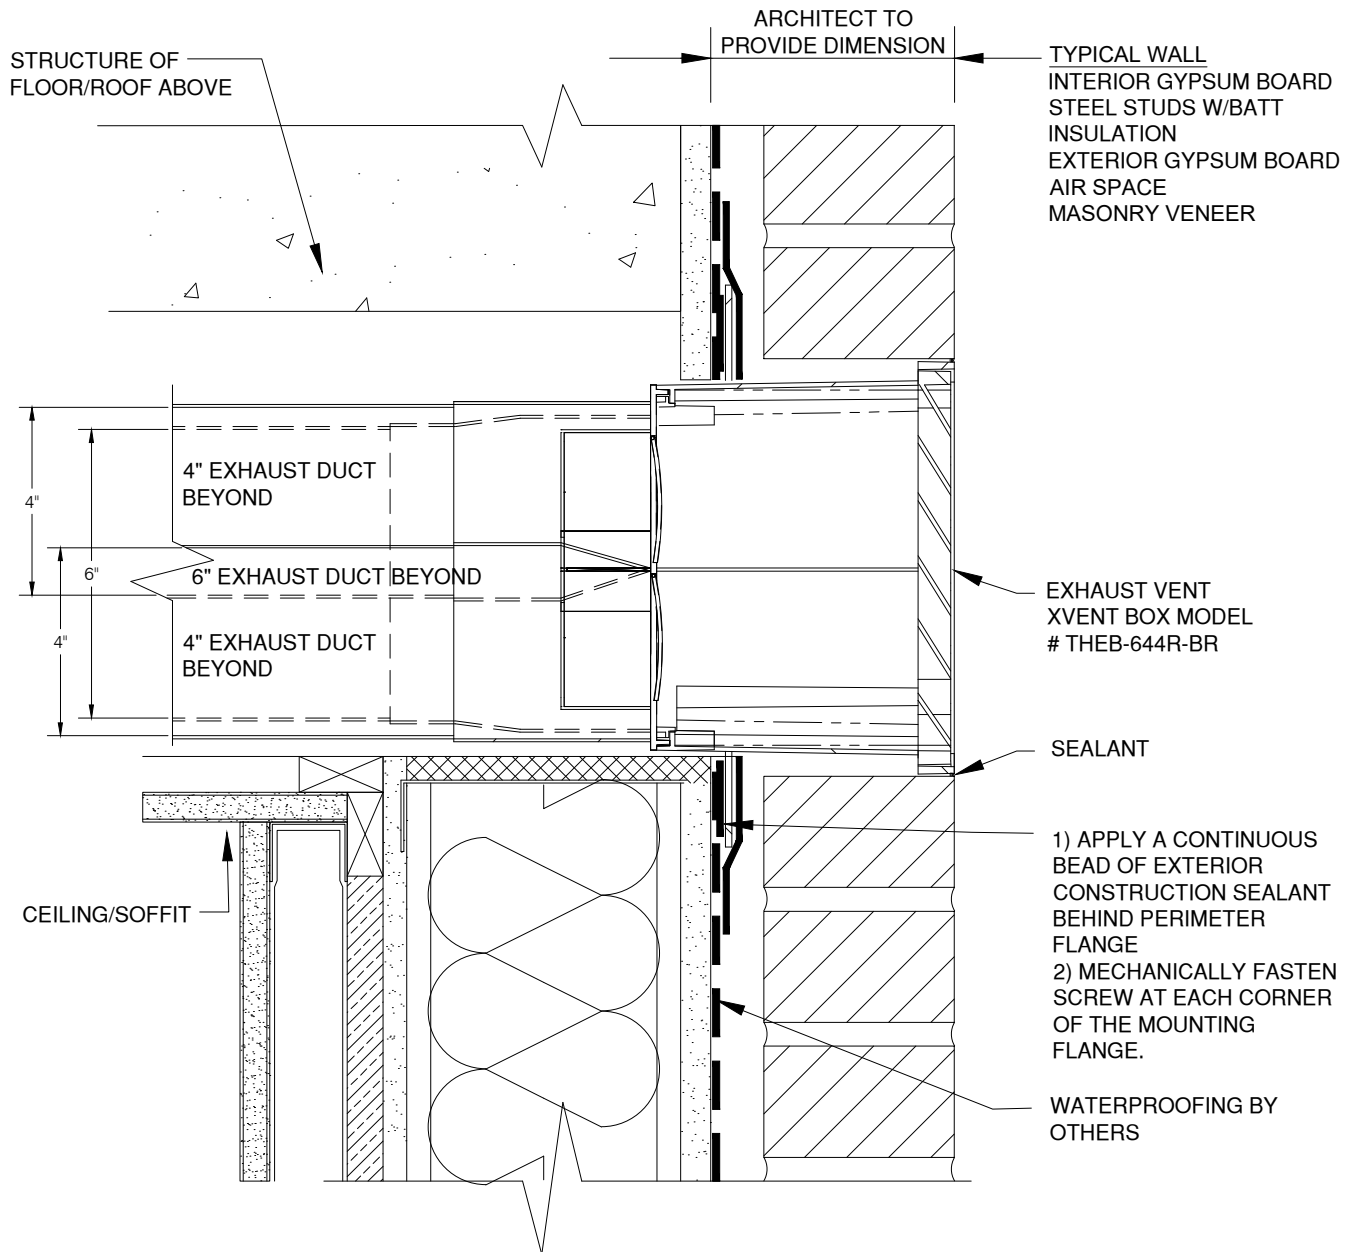 ARCHITECT TO
PROVIDE DIMENSION
STRUCTURE OF
FLOOR/ROOF ABOVE
TYPICAL WALL
INTERIOR GYPSUM BOARD
STEEL STUDS W/BATT
INSULATION
EXTERIOR GYPSUM BOARD
AIR SPACE
MASONRY VENEER
4" EXHAUST DUCT
BEYOND
4"
6"
6" EXHAUST DUCT BEYOND
4"
4" EXHAUST DUCT
BEYOND
EXHAUST VENT
XVENT BOX MODEL
# THEB-644R-BR
SEALANT
CEILING/SOFFIT
1) APPLY A CONTINUOUS
BEAD OF EXTERIOR
CONSTRUCTION SEALANT
BEHIND PERIMETER
FLANGE
2) MECHANICALLY FASTEN
SCREW AT EACH CORNER
OF THE MOUNTING
FLANGE.
WATERPROOFING BY
OTHERS